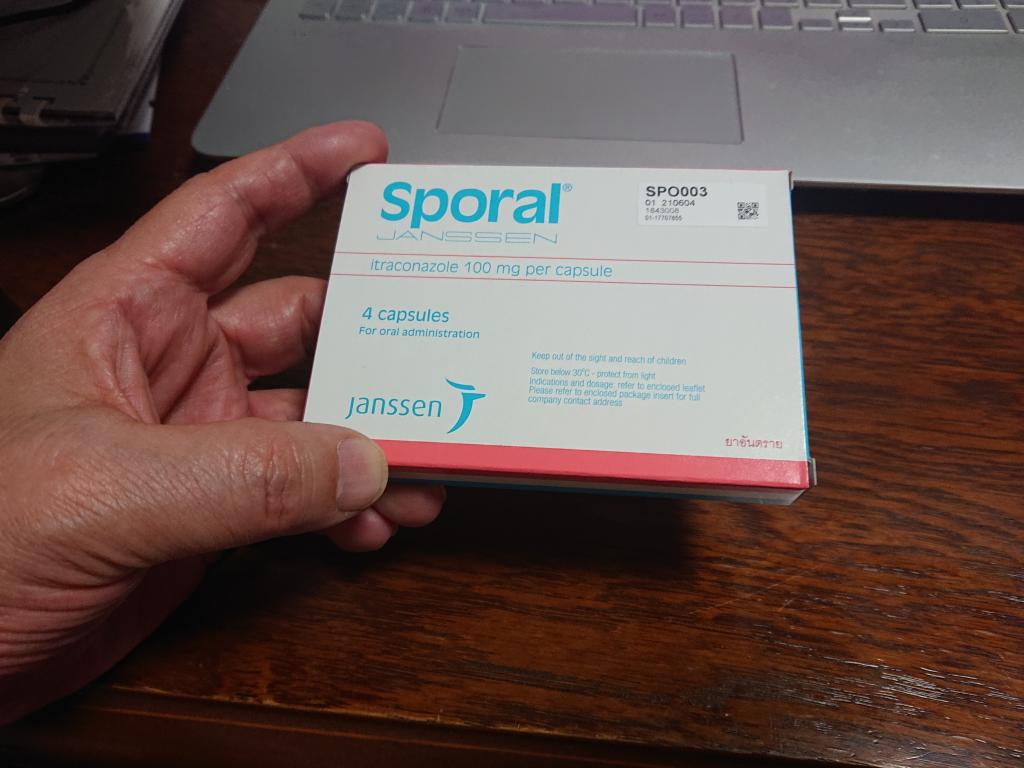 Sporal®
JANSSEN
SPO003
01 210604
1643006
01-17767855
itraconazole 100 mg per capsule
4 capsules
For oral administration
Keep out of the sight and reach of children
Store below 30°C - protect from light
Indications and dosage: refer to enclosed leaflet
Please refer to enclosed package insert for full
company contact address
janssen
ยาอันตราย